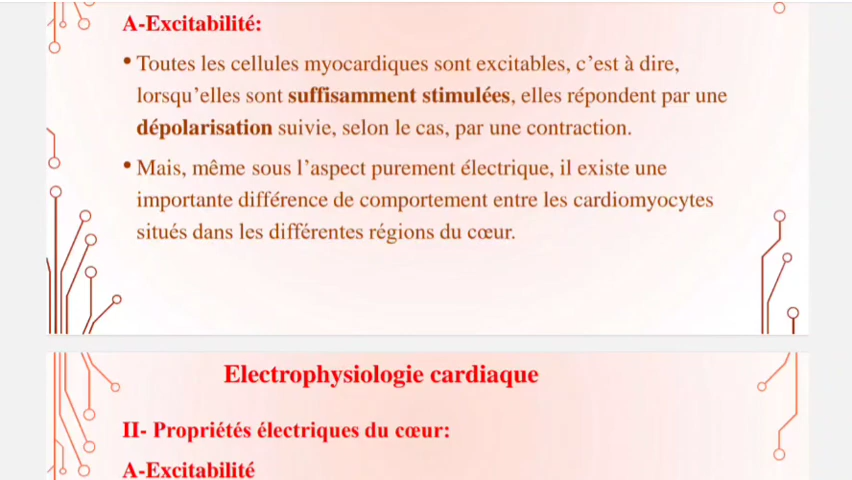 A-Excitabilité:
• Toutes les cellules myocardiques sont excitables, c’est à dire,
lorsqu’elles sont suffisamment stimulées, elles répondent par une
dépolarisation suivie, selon le cas, par une contraction.
• Mais, même sous l’aspect purement électrique, il existe une
importante différence de comportement entre les cardiomyocytes
situés dans les différentes régions du cœur.
Electrophysiologie cardiaque
II- Propriétés électriques du cœur:
A-Excitabilité